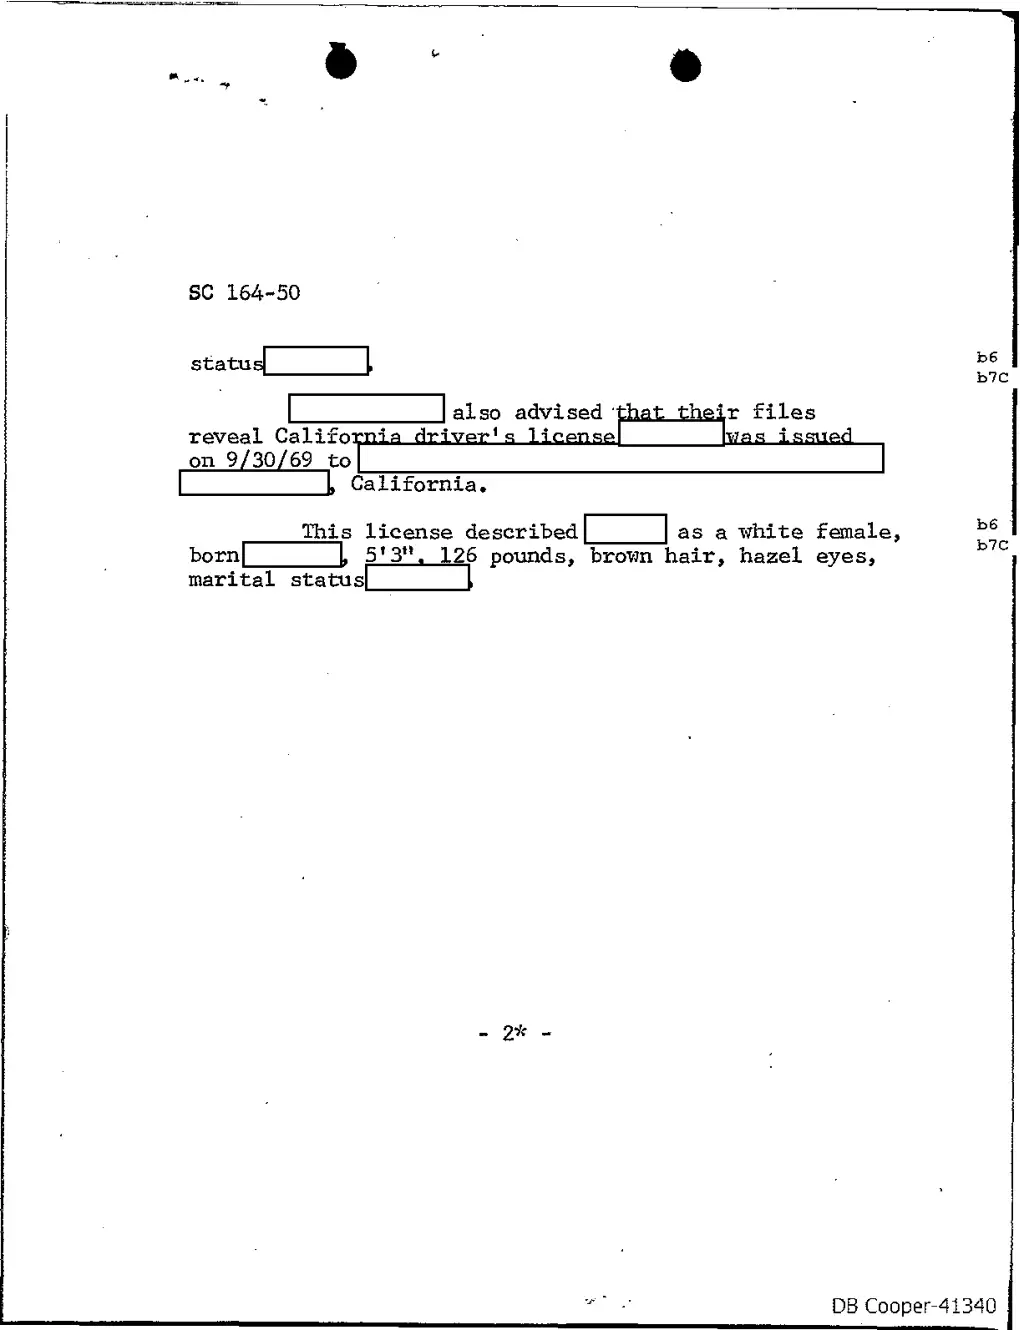 SC 164-50
status .
b6
b7C
also advised that their files
reveal California driver's license was issued
on 9/30/69 to
, California.
This license described as a white female,
b6
born , 5'3", 126 pounds, brown hair, hazel eyes,
b7C
marital status .
- 2* -
DB Cooper-41340